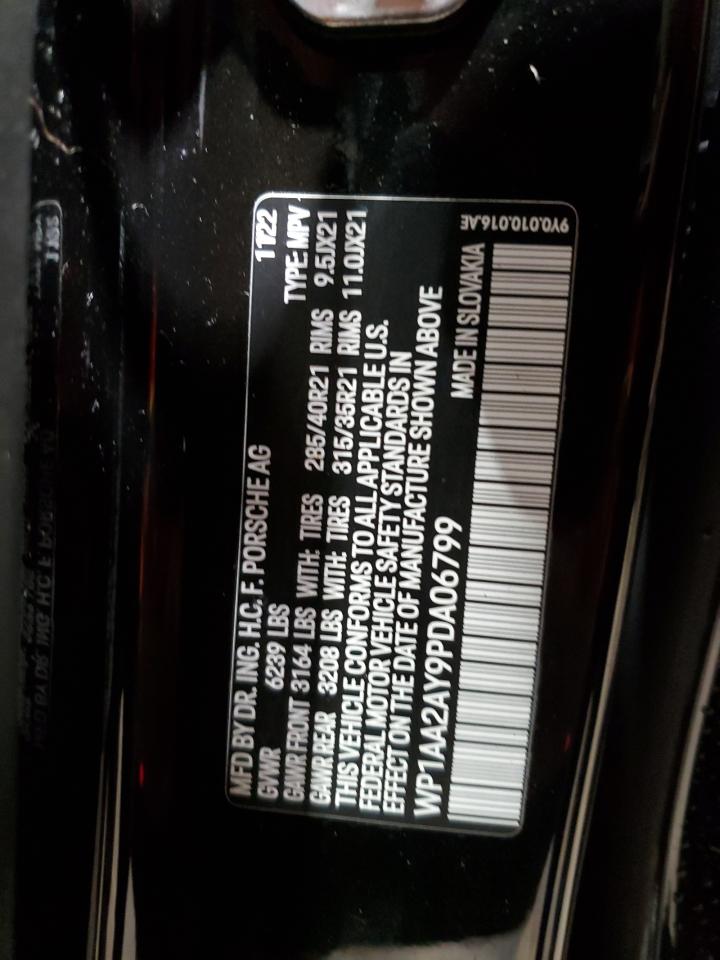 MFD BY DR. ING. H.C. F. PORSCHE AG 11/22
GVWR 6239 LBS TYPE: MPV
GAWR FRONT 3164 LBS WITH: TIRES 285/40R21 RIMS 9.5JX21
GAWR REAR 3208 LBS WITH: TIRES 315/35R21 RIMS 11.0JX21
THIS VEHICLE CONFORMS TO ALL APPLICABLE U.S.
FEDERAL MOTOR VEHICLE SAFETY STANDARDS IN
EFFECT ON THE DATE OF MANUFACTURE SHOWN ABOVE
WP1AA2AY9PDA06799 MADE IN SLOVAKIA
9Y0.010.016.AE